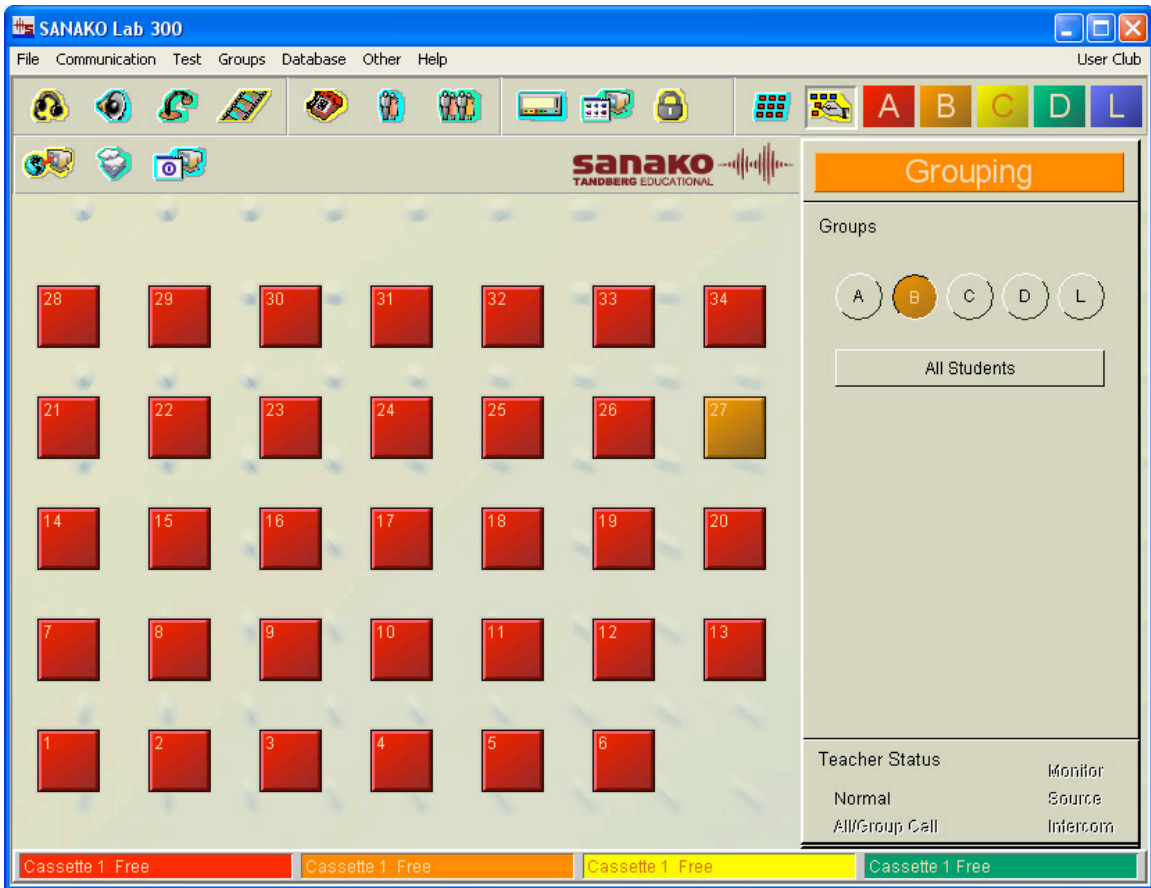 SANAKO Lab 300
File Communication Test Groups Database Other Help User Club
A B C D L
sanako
TANDBERG EDUCATIONAL
Grouping
Groups
A B C D L
All Students
28 29 30 31 32 33 34
21 22 23 24 25 26 27
14 15 16 17 18 19 20
7 8 9 10 11 12 13
1 2 3 4 5 6
Teacher Status
Monitor
Normal Source
All/Group Call Intercom
Cassette 1 Free Cassette 1 Free Cassette 1 Free Cassette 1 Free